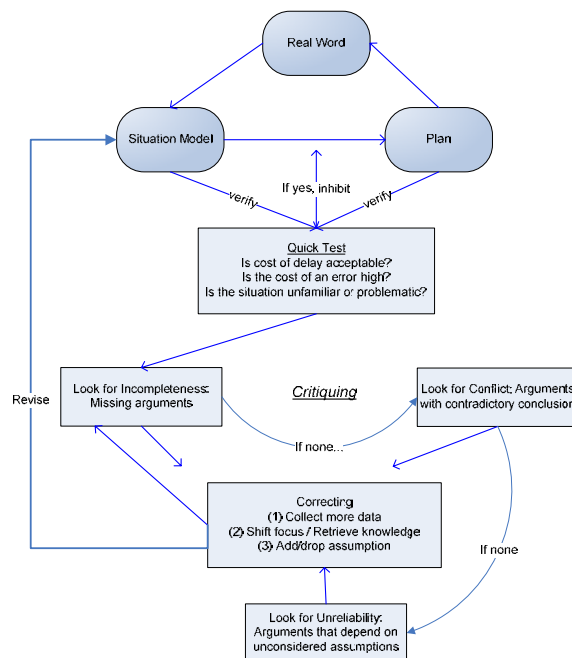 Real Word
Situation Model
Plan
If yes, inhibit
verify
verify
Quick Test
Is cost of delay acceptable?
Is the cost of an error high?
Is the situation unfamiliar or problematic?
Look for Incompleteness:
Missing arguments
Critiquing
Look for Conflict: Arguments
with contradictory conclusion
Revise
If none...
Correcting
(1) Collect more data
(2) Shift focus / Retrieve knowledge
(3) Add/drop assumption
If none
Look for Unreliability:
Arguments that depend on
unconsidered assumptions